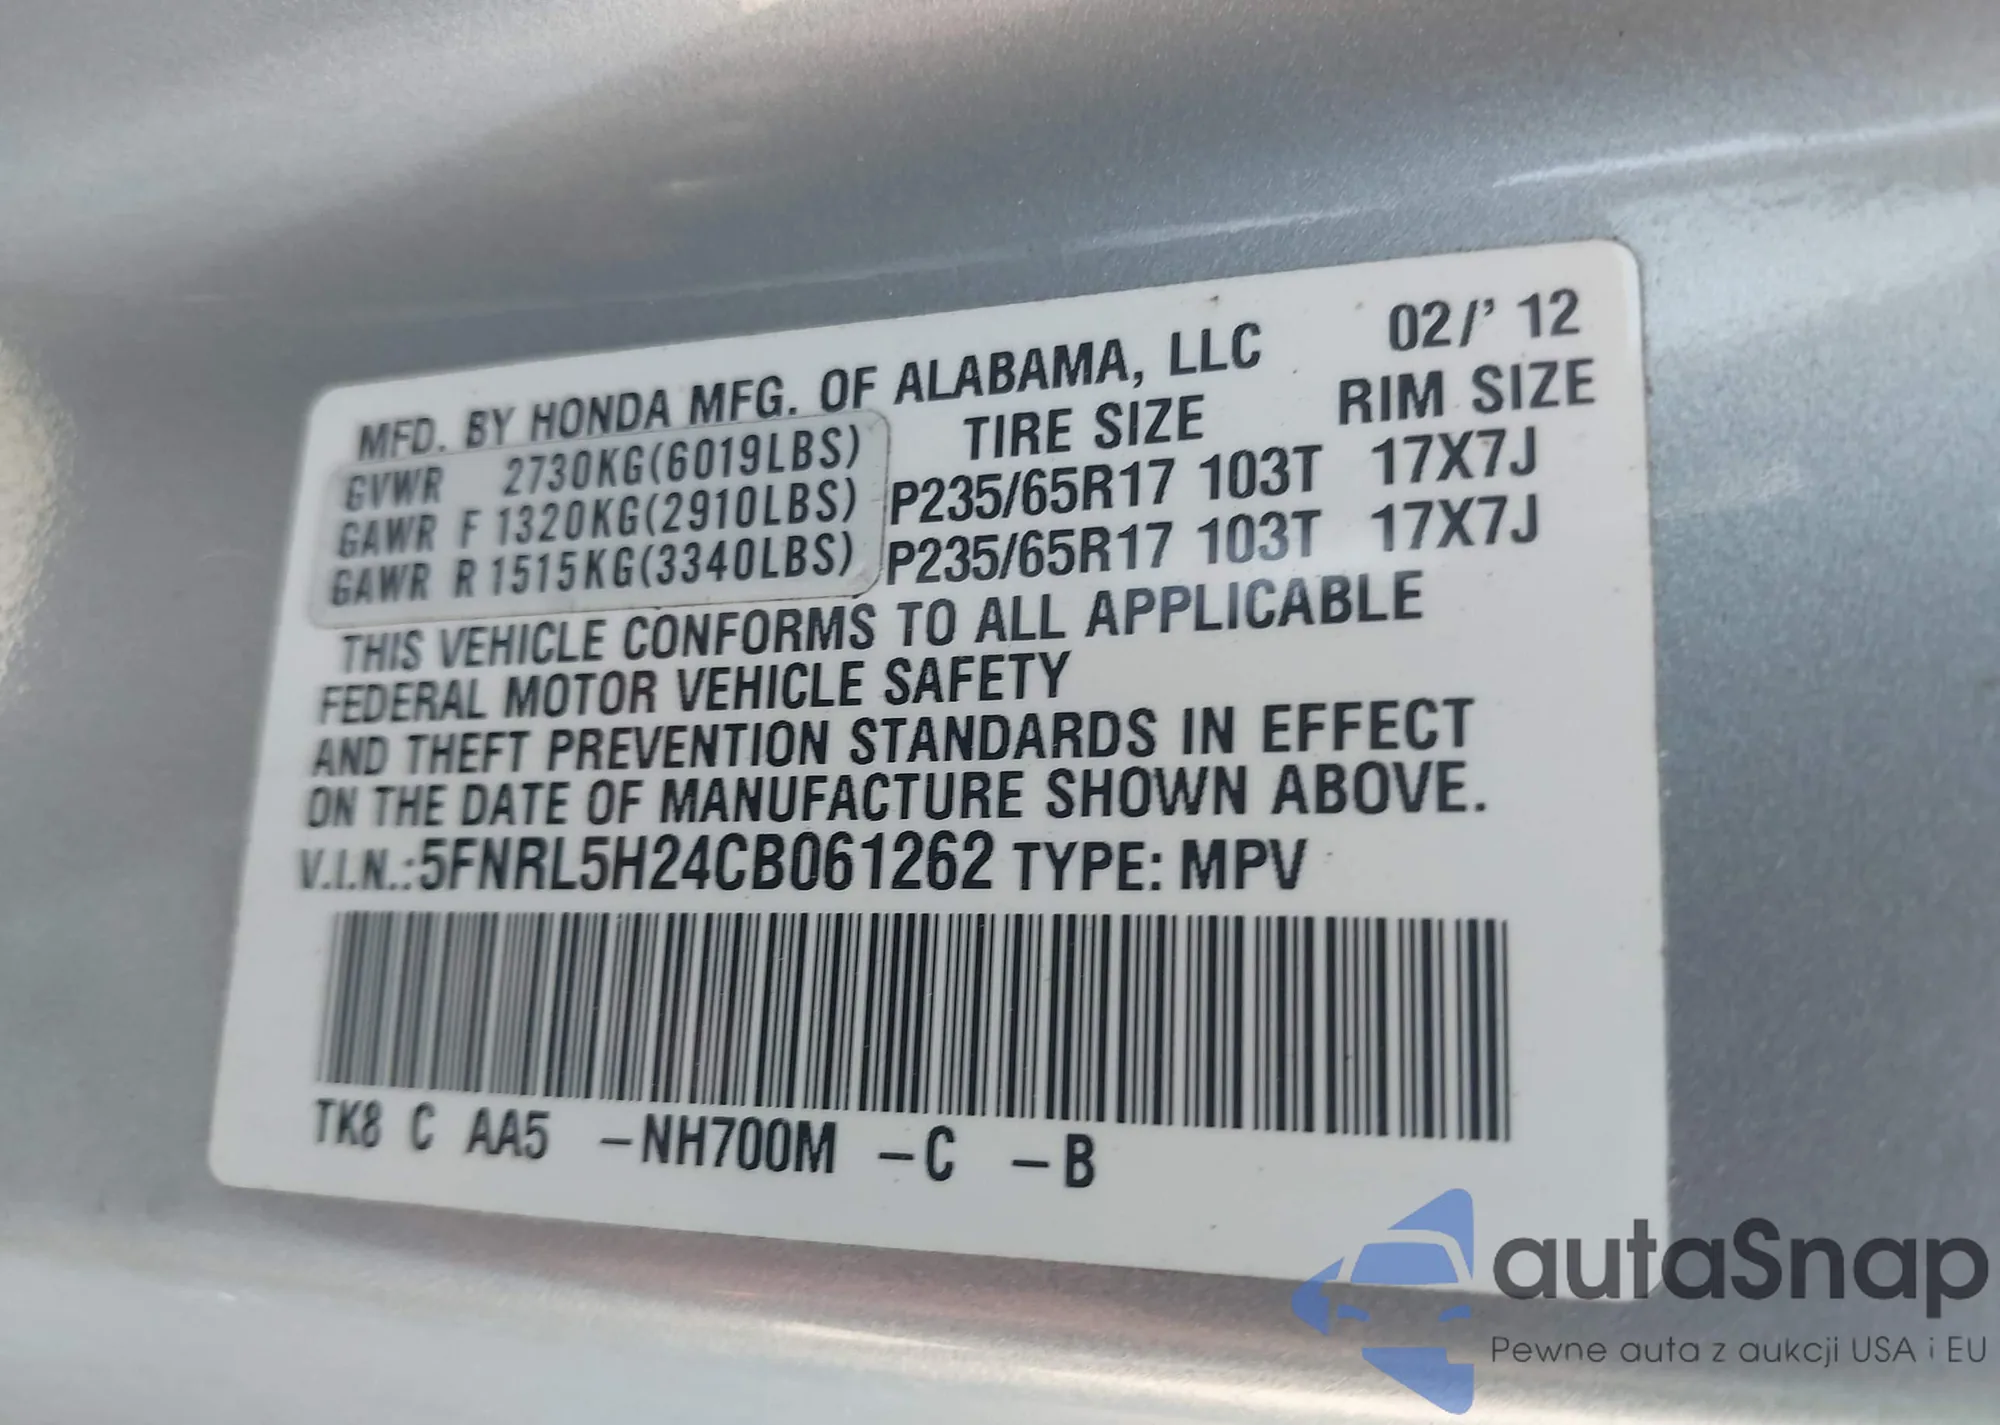 MFD. BY HONDA MFG. OF ALABAMA, LLC 02/' 12
TIRE SIZE RIM SIZE
GVWR 2730KG(6019LBS)
GAWR F 1320KG(2910LBS) P235/65R17 103T 17X7J
GAWR R 1515KG(3340LBS) P235/65R17 103T 17X7J
THIS VEHICLE CONFORMS TO ALL APPLICABLE
FEDERAL MOTOR VEHICLE SAFETY
AND THEFT PREVENTION STANDARDS IN EFFECT
ON THE DATE OF MANUFACTURE SHOWN ABOVE.
V.I.N.:5FNRL5H24CB061262 TYPE: MPV
TK8 C AA5 –NH700M –C –B
autaSnap
Pewne auta z aukcji USA i EU